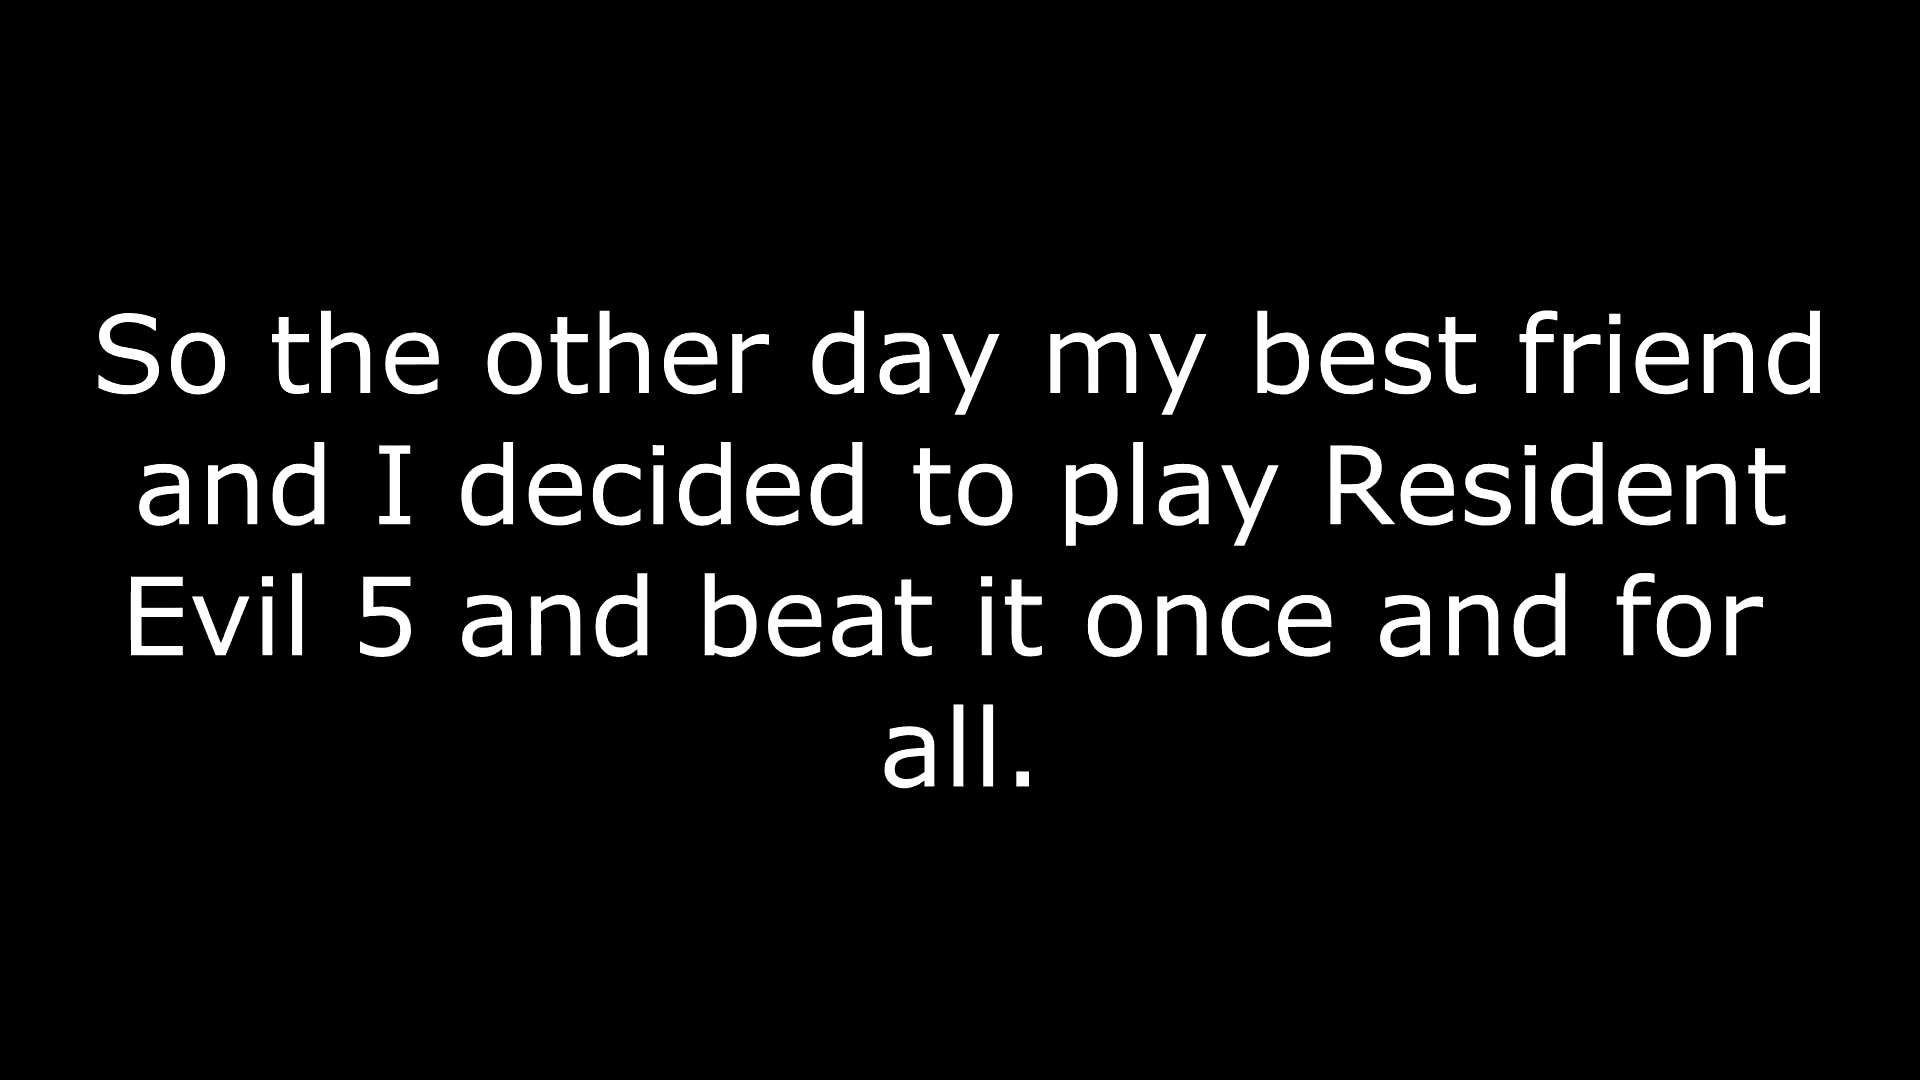 So the other day my best friend
and I decided to play Resident
Evil 5 and beat it once and for
all.